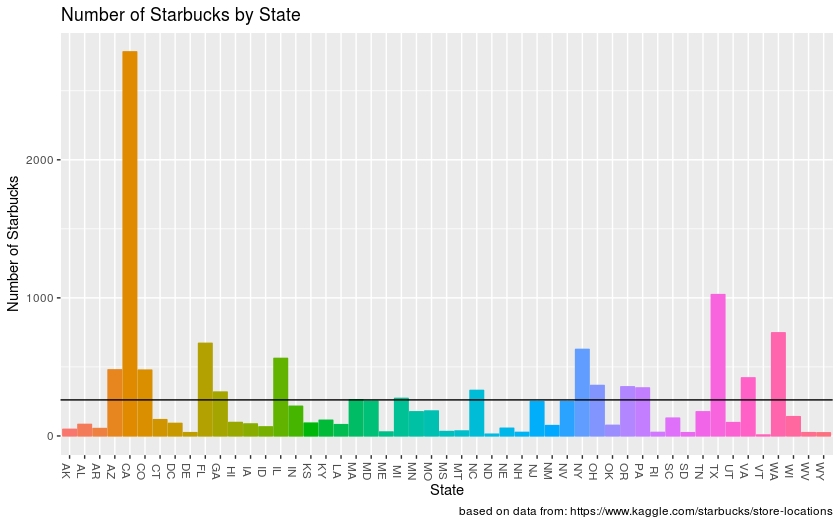 Number of Starbucks by State
Number of Starbucks
2000
1000
0
AK AL AR AZ CA CO CT DC DE FL GA HI IA ID IL IN KS KY LA MA MD ME MI MN MO MS MT NC ND NE NH NJ NM NV NY OH OK OR PA RI SC SD TN TX UT VA VT WA WI WV WY
State
based on data from: https://www.kaggle.com/starbucks/store-locations